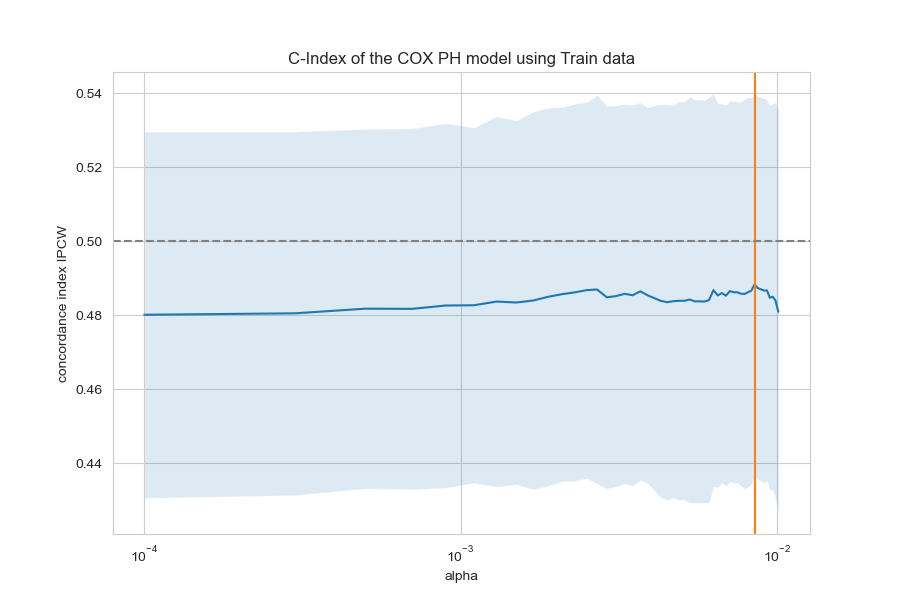 C-Index of the COX PH model using Train data
concordance index IPCW
0.54
0.52
0.50
0.48
0.46
0.44
10⁻⁴ 10⁻³ 10⁻²
alpha